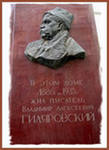 В ЭТОМ ДОМЕ
ЖИЛ ПИСАТЕЛЬ
ВЛАДИМИР АЛЕКСЕЕВИЧ
ГИЛЯРОВСКИЙ